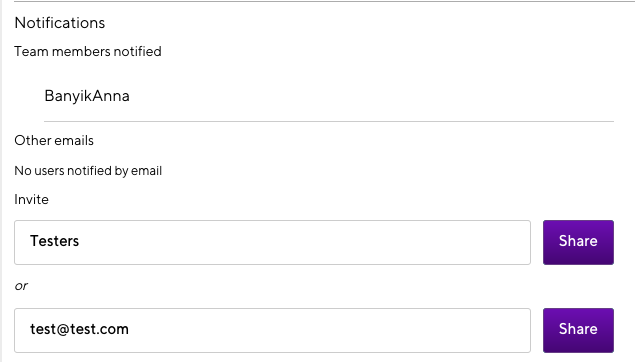 Notifications
Team members notified
BanyikAnna
Other emails
No users notified by email
Invite
Testers Share
or
test@test.com Share